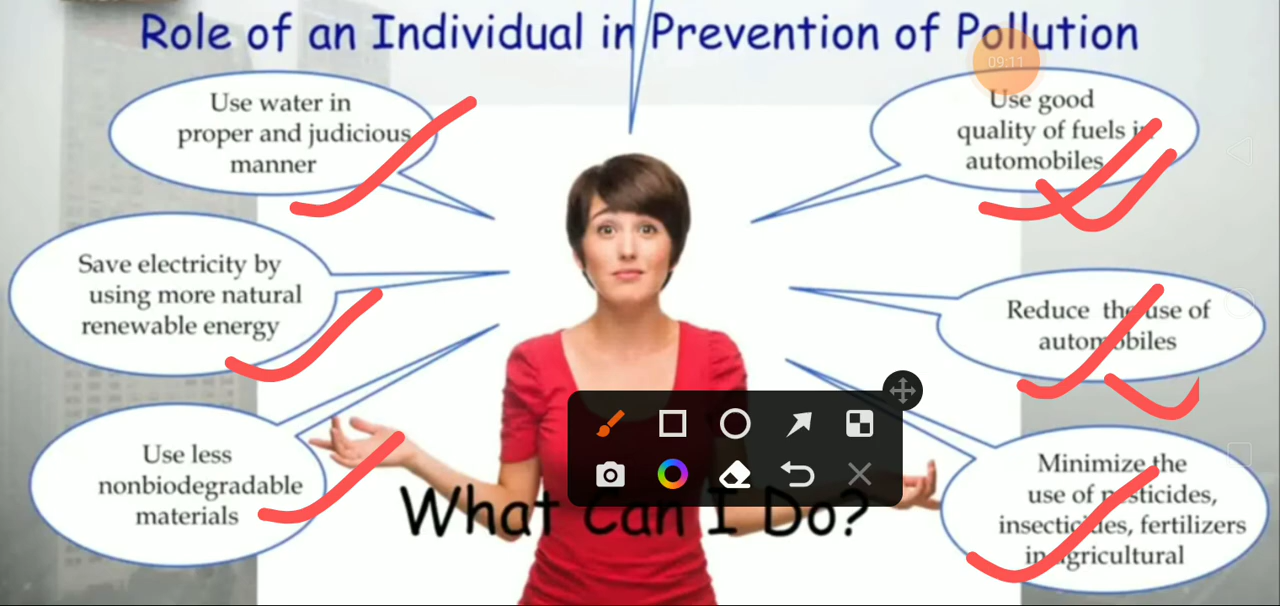 Role of an Individual in Prevention of Pollution
09:11
Use water in
proper and judicious
manner
Use good
quality of fuels in
automobiles
Save electricity by
using more natural
renewable energy
Reduce the use of
automobiles
Use less
nonbiodegradable
materials
Minimize the
use of pesticides,
insecticides, fertilizers
in agricultural
What Can I Do?